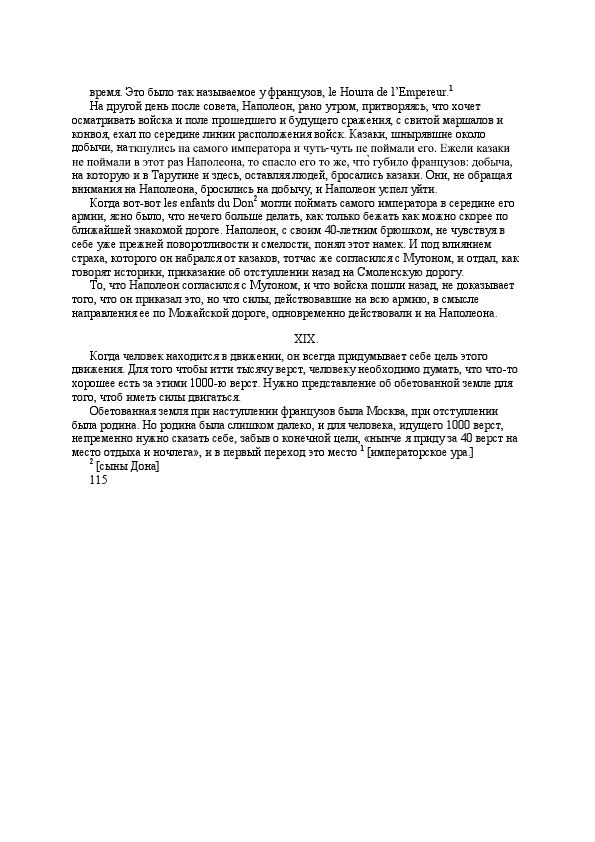 время. Это было так называемое у французов, le Hourra de l’Empereur.1
На другой день после совета, Наполеон, рано утром, притворяясь, что хочет
осматривать войска и поле прошедшего и будущего сражения, с свитой маршалов и
конвоя, ехал по середине линии расположения войск. Казаки, шнырявшие около
добычи, наткнулись на самого императора и чуть-чуть не поймали его. Ежели казаки
не поймали в этот раз Наполеона, то спасло его то же, что̀ губило французов: добыча,
на которую и в Тарутине и здесь, оставляя людей, бросались казаки. Они, не обращая
внимания на Наполеона, бросились на добычу, и Наполеон успел уйти.
Когда вот-вот les enfants du Don2 могли поймать самого императора в середине его
армии, ясно было, что нечего больше делать, как только бежать как можно скорее по
ближайшей знакомой дороге. Наполеон, с своим 40-летним брюшком, не чувствуя в
себе уже прежней поворотливости и смелости, понял этот намек. И под влиянием
страха, которого он набрался от казаков, тотчас же согласился с Мутоном, и отдал, как
говорят историки, приказание об отступлении назад на Смоленскую дорогу.
То, что Наполеон согласился с Мутоном, и что войска пошли назад, не доказывает
того, что он приказал это, но что силы, действовавшие на всю армию, в смысле
направления ее по Можайской дороге, одновременно действовали и на Наполеона.
XIX.
Когда человек находится в движении, он всегда придумывает себе цель этого
движения. Для того чтобы итти тысячу верст, человеку необходимо думать, что что-то
хорошее есть за этими 1000-ю верст. Нужно представление об обетованной земле для
того, чтоб иметь силы двигаться.
Обетованная земля при наступлении французов была Москва, при отступлении
была родина. Но родина была слишком далеко, и для человека, идущего 1000 верст,
непременно нужно сказать себе, забыв о конечной цели, «нынче я приду за 40 верст на
место отдыха и ночлега», и в первый переход это место 1 [императорское ура.]
2 [сыны Дона]
115